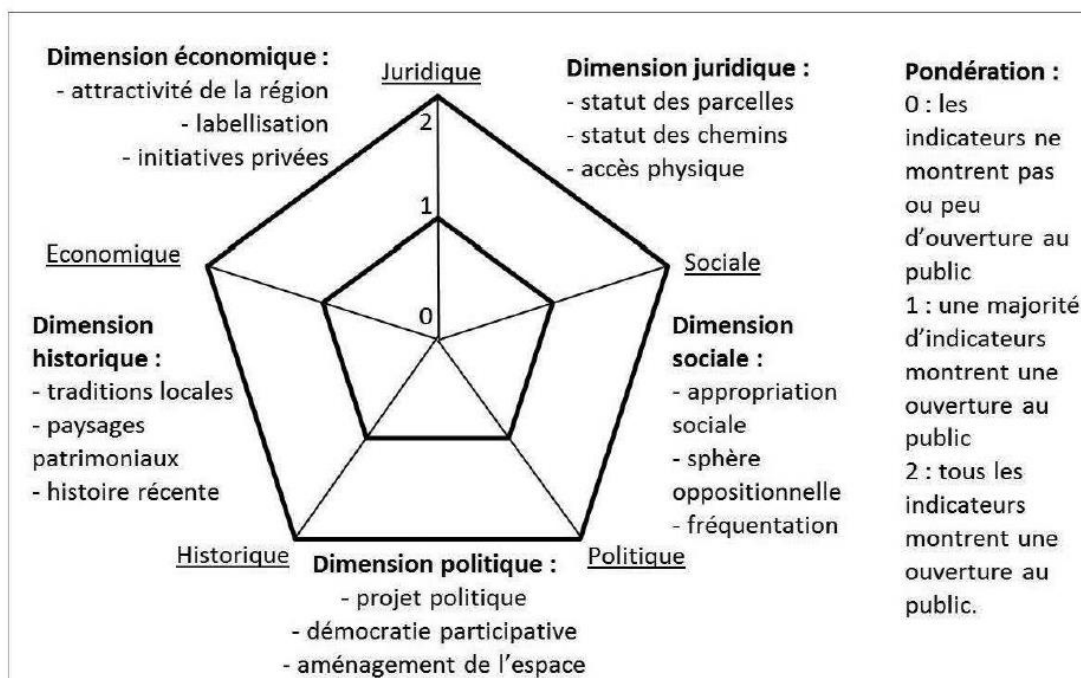 Dimension économique :
- attractivité de la région
- labellisation
- initiatives privées
Juridique
Dimension juridique :
- statut des parcelles
- statut des chemins
- accès physique
2
1
0
Economique
Sociale
Dimension
historique :
- traditions locales
- paysages
patrimoniaux
- histoire récente
Dimension
sociale :
- appropriation
sociale
- sphère
oppositionnelle
- fréquentation
Historique
Politique
Dimension politique :
- projet politique
- démocratie participative
- aménagement de l'espace
Pondération :
0 : les
indicateurs ne
montrent pas
ou peu
d'ouverture au
public
1 : une majorité
d'indicateurs
montrent une
ouverture au
public
2 : tous les
indicateurs
montrent une
ouverture au
public.